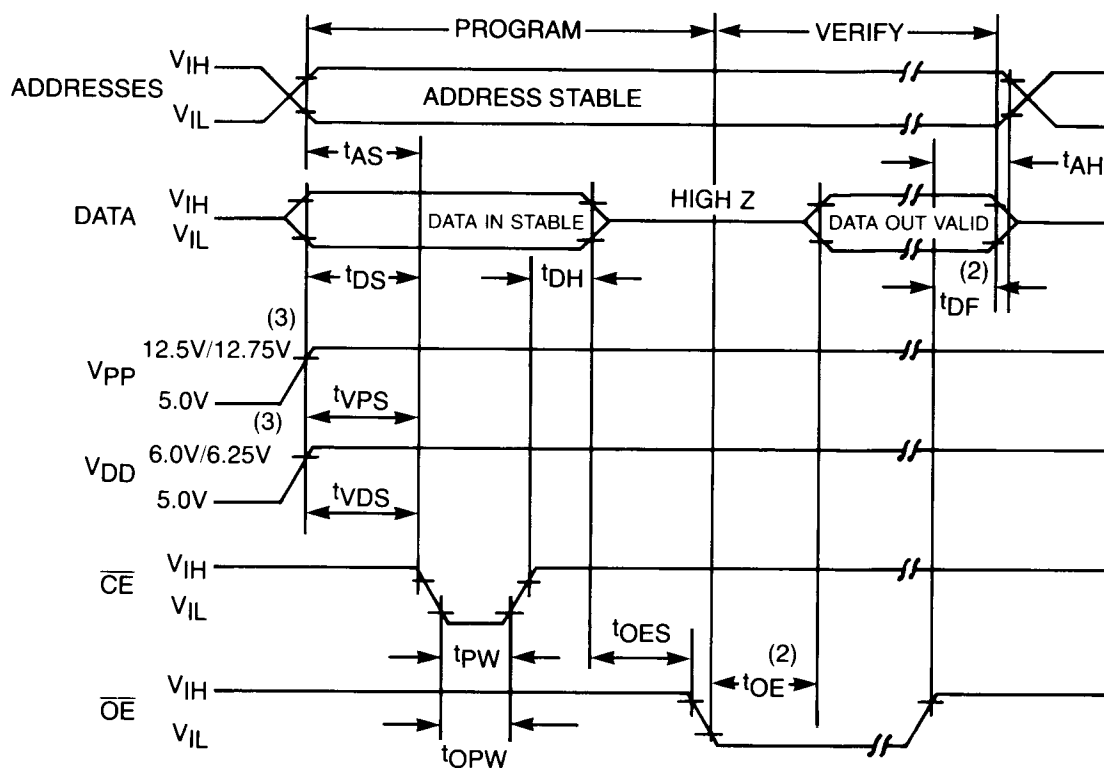 PROGRAM VERIFY
ADDRESSES VIH
VIL
ADDRESS STABLE
tAS
tAH
DATA VIH
VIL
DATA IN STABLE
HIGH Z
DATA OUT VALID
tDS
tDH
(2)
tDF
(3)
VPP 12.5V/12.75V
5.0V
tVPS
(3)
VDD 6.0V/6.25V
5.0V
tVDS
CE VIH
VIL
tPW
tOES
(2)
tOE
OE VIH
VIL
tOPW